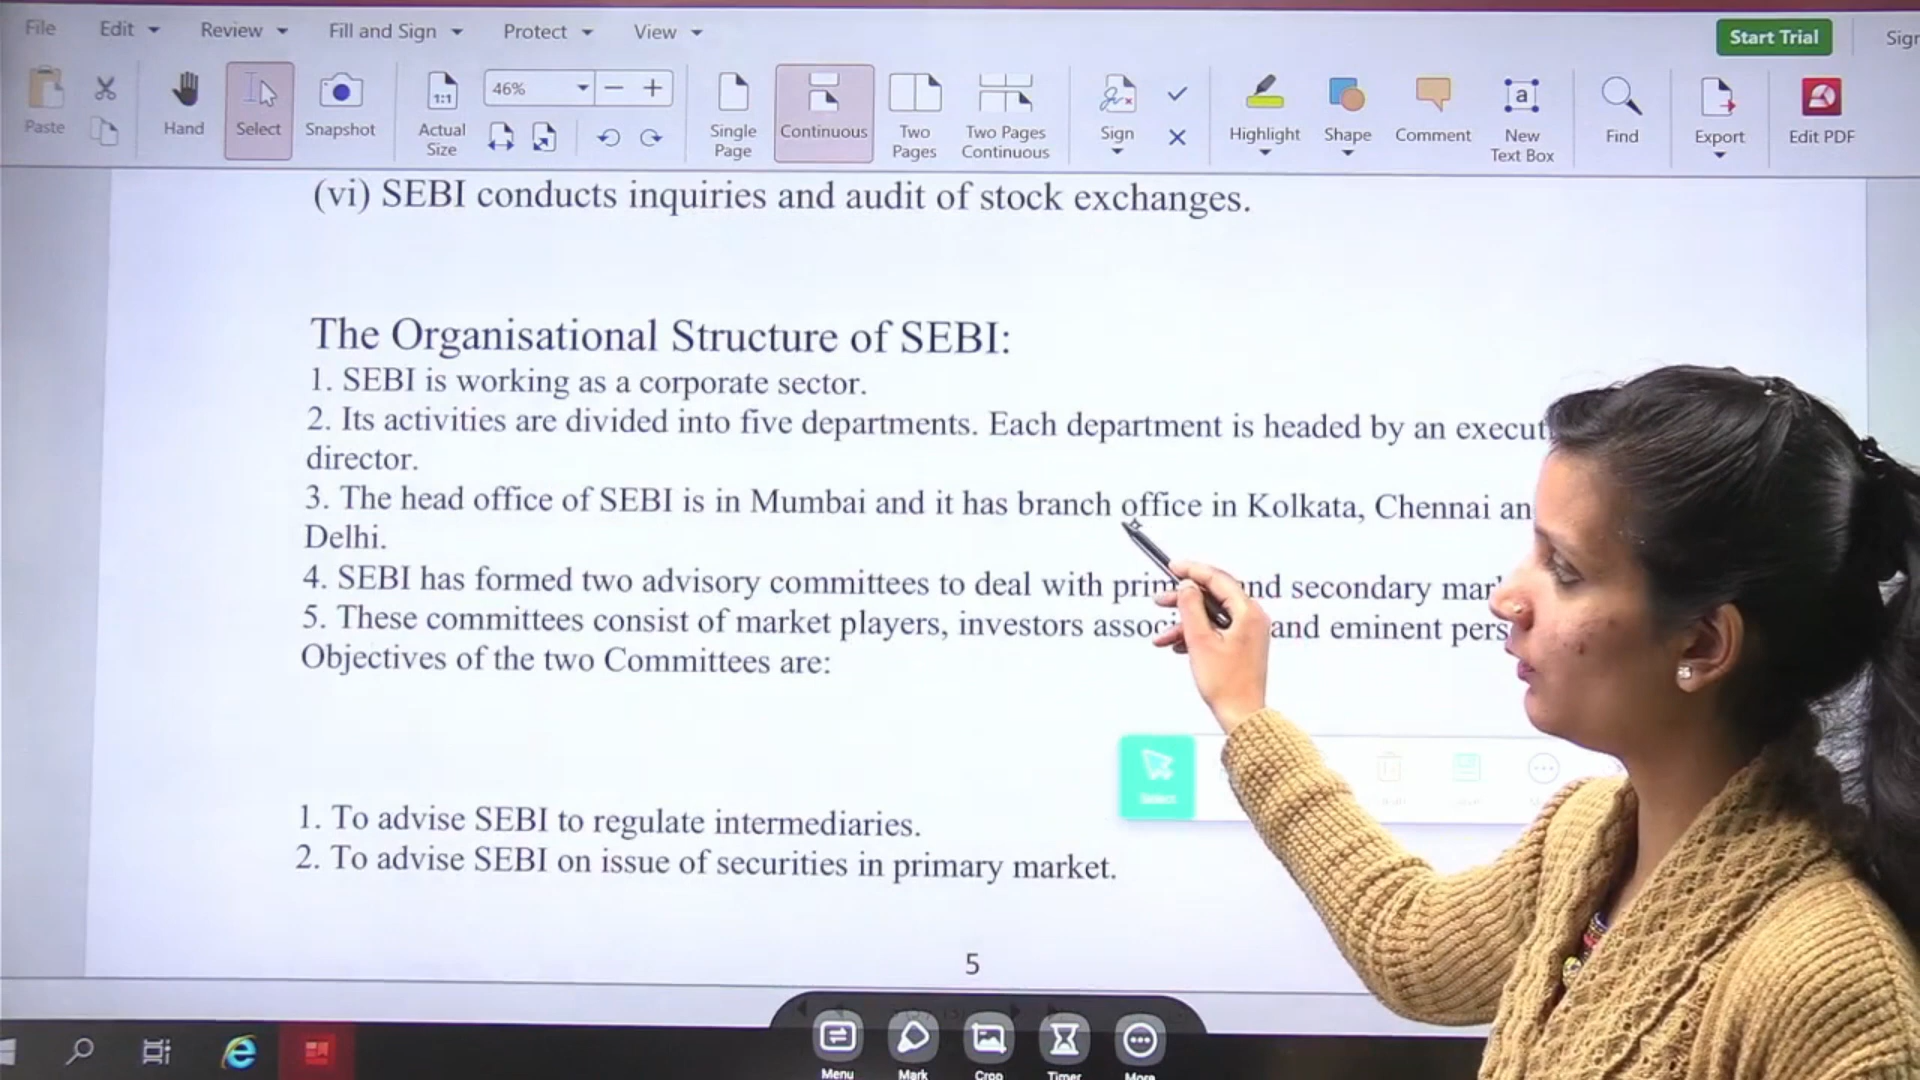 File Edit Review Fill and Sign Protect View Start Trial
Paste Hand Select Snapshot Actual Size 1:1 46% Single Page Continuous Two Pages Two Pages Continuous Sign Highlight Shape Comment New Text Box a Find Export Edit PDF
(vi) SEBI conducts inquiries and audit of stock exchanges.
The Organisational Structure of SEBI:
1. SEBI is working as a corporate sector.
2. Its activities are divided into five departments. Each department is headed by an
director.
3. The head office of SEBI is in Mumbai and it has branch office in Kolkata, Chennai
Delhi.
4. SEBI has formed two advisory committees to deal with and secondary
5. These committees consist of market players, investors and eminent
Objectives of the two Committees are:
Select
1. To advise SEBI to regulate intermediaries.
2. To advise SEBI on issue of securities in primary market.
5
Menu Mark Crop Timer More